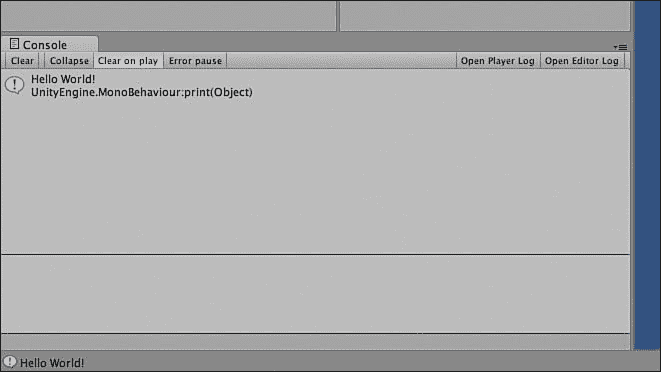 Console
Clear Collapse Clear on play Error pause Open Player Log Open Editor Log
Hello World!
UnityEngine.MonoBehaviour:print(Object)
Hello World!